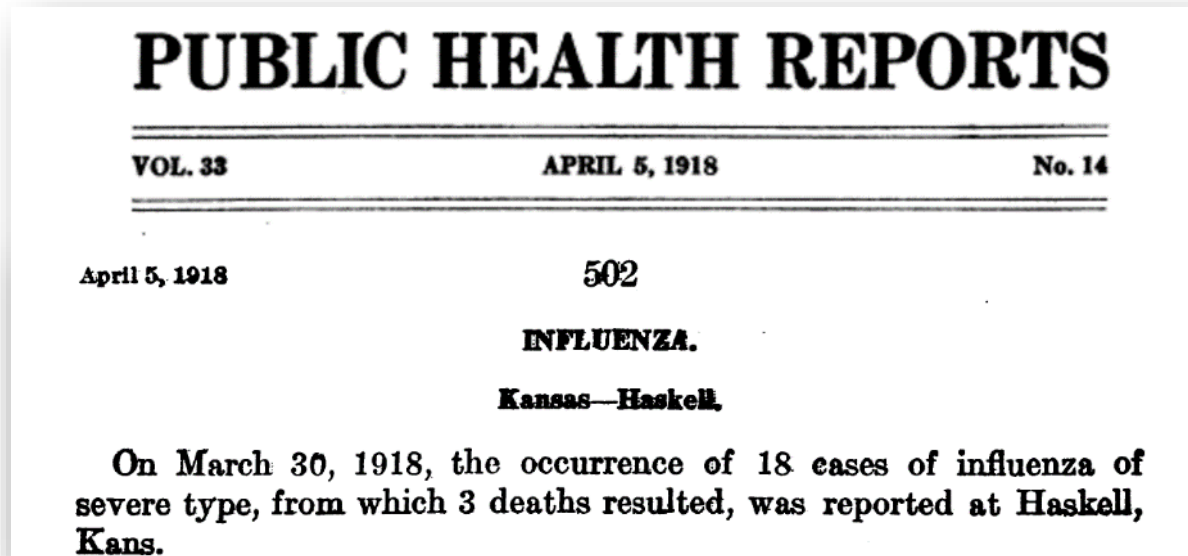 PUBLIC HEALTH REPORTS
VOL. 33 APRIL 5, 1918 No. 14
April 5, 1918 502
INFLUENZA.
Kansas—Haskell.
On March 30, 1918, the occurrence of 18 cases of influenza of
severe type, from which 3 deaths resulted, was reported at Haskell,
Kans.